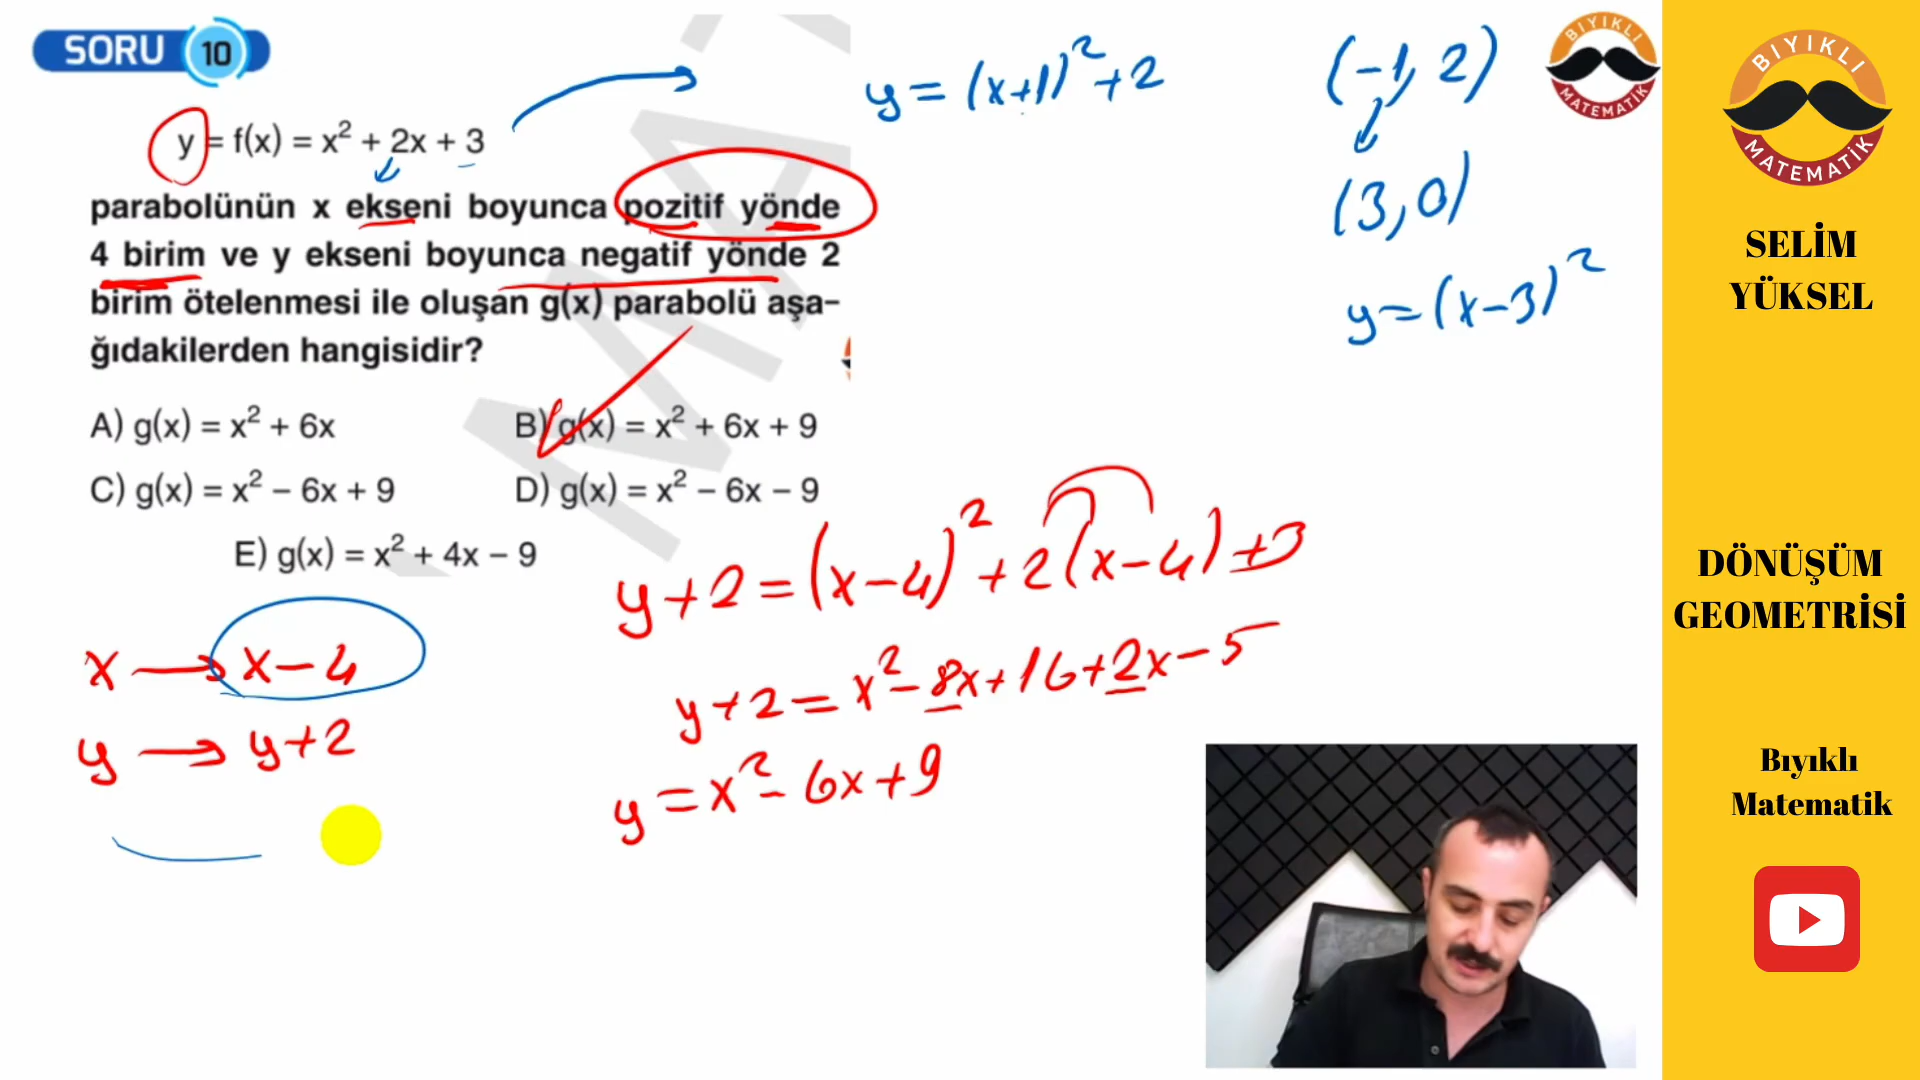 SORU 10
y = f(x) = x² + 2x + 3
parabolünün x ekseni boyunca pozitif yönde
4 birim ve y ekseni boyunca negatif yönde 2
birim ötelenmesi ile oluşan g(x) parabolü aşa-
ğıdakilerden hangisidir?
A) g(x) = x² + 6x
B) g(x) = x² + 6x + 9
C) g(x) = x² – 6x + 9
D) g(x) = x² – 6x – 9
E) g(x) = x² + 4x – 9
x → x-4
y → y+2
y = (x+1)² + 2
(-1, 2)
(3, 0)
y = (x-3)²
y+2 = (x-4)² + 2(x-4) + 3
y+2 = x² - 8x + 16 + 2x - 5
y = x² - 6x + 9
BIYIKLI
MATEMATİK
BIYIKLI
MATEMATİK
SELİM
YÜKSEL
DÖNÜŞÜM
GEOMETRİSİ
Bıyıklı
Matematik